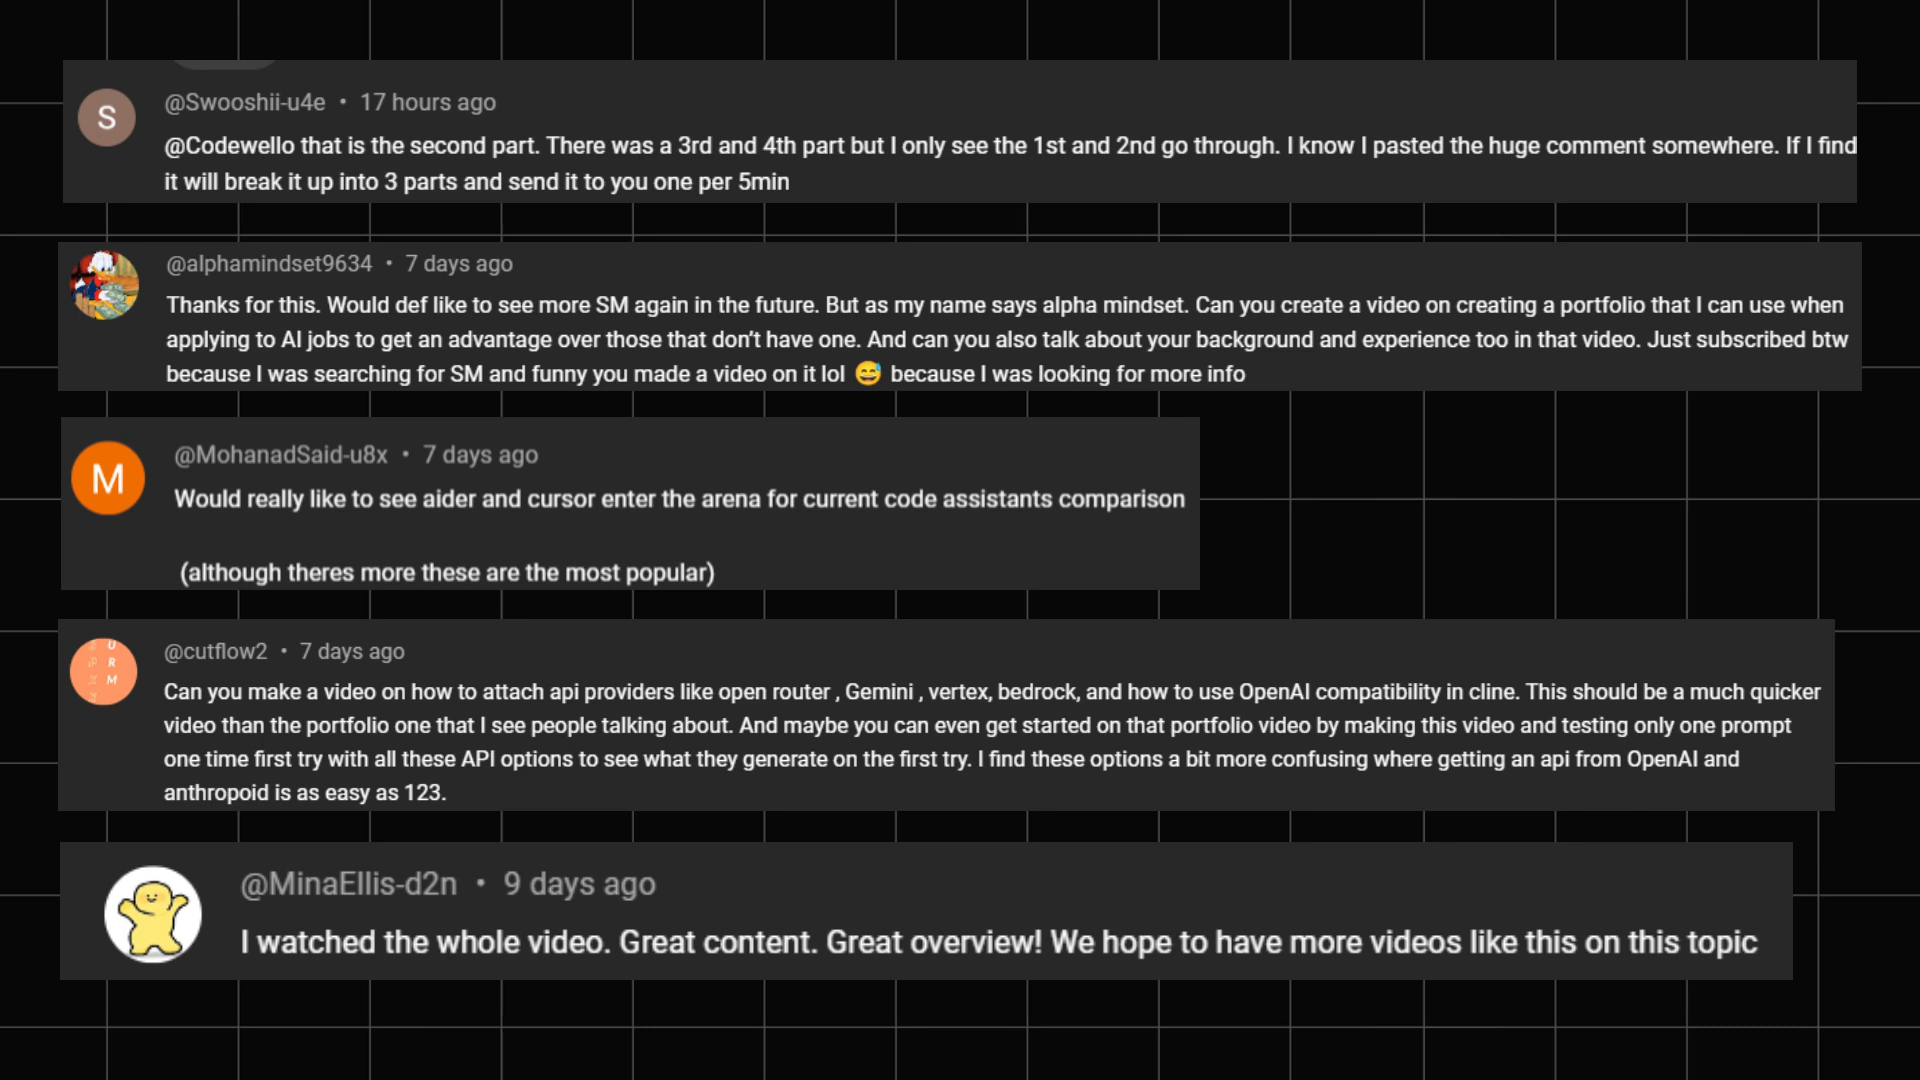 S
@Swooshii-u4e • 17 hours ago
@Codewello that is the second part. There was a 3rd and 4th part but I only see the 1st and 2nd go through. I know I pasted the huge comment somewhere. If I find
it will break it up into 3 parts and send it to you one per 5min
@alphamindset9634 • 7 days ago
Thanks for this. Would def like to see more SM again in the future. But as my name says alpha mindset. Can you create a video on creating a portfolio that I can use when
applying to AI jobs to get an advantage over those that don’t have one. And can you also talk about your background and experience too in that video. Just subscribed btw
because I was searching for SM and funny you made a video on it lol 😅 because I was looking for more info
M
@MohanadSaid-u8x • 7 days ago
Would really like to see aider and cursor enter the arena for current code assistants comparison
(although theres more these are the most popular)
@cutflow2 • 7 days ago
Can you make a video on how to attach api providers like open router , Gemini , vertex, bedrock, and how to use OpenAI compatibility in cline. This should be a much quicker
video than the portfolio one that I see people talking about. And maybe you can even get started on that portfolio video by making this video and testing only one prompt
one time first try with all these API options to see what they generate on the first try. I find these options a bit more confusing where getting an api from OpenAI and
anthropoid is as easy as 123.
@MinaEllis-d2n • 9 days ago
I watched the whole video. Great content. Great overview! We hope to have more videos like this on this topic